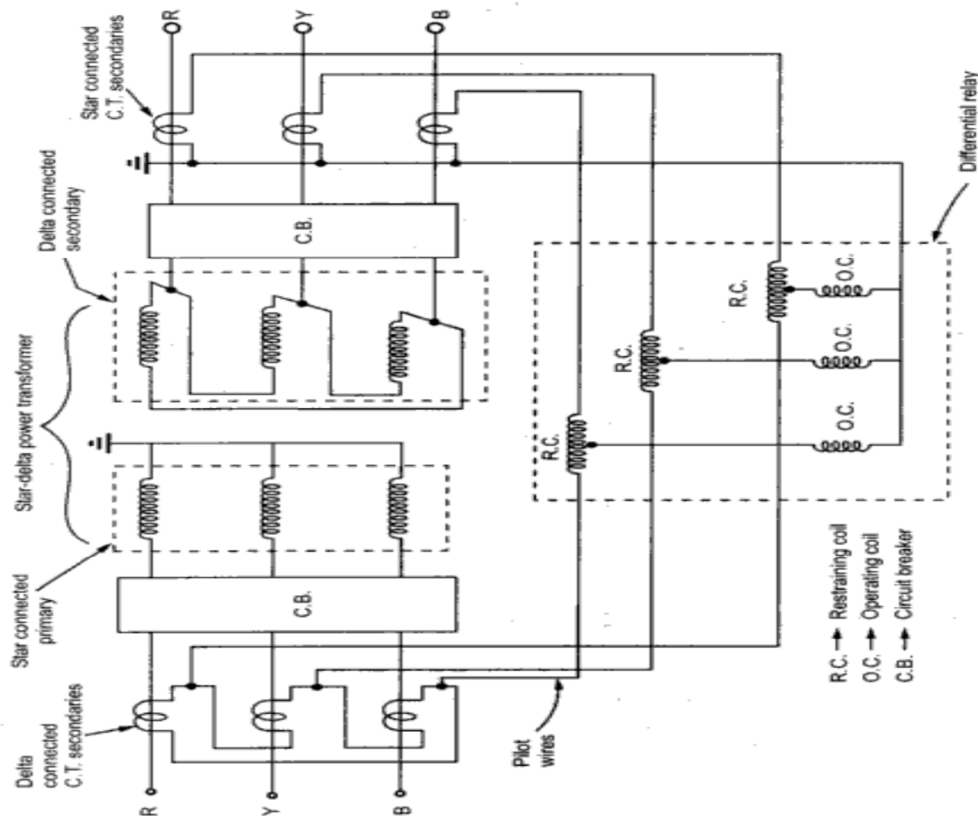 Star-delta power transformer
Star connected
primary
Delta connected
secondary
Delta
connected
C.T. secondaries
Star connected
C.T. secondaries
R
Y
B
C.B.
C.B.
R
Y
B
Pilot
wires
R.C.
R.C.
R.C.
O.C.
O.C.
O.C.
Differential relay
R.C. → Restraining coil
O.C. → Operating coil
C.B. → Circuit breaker